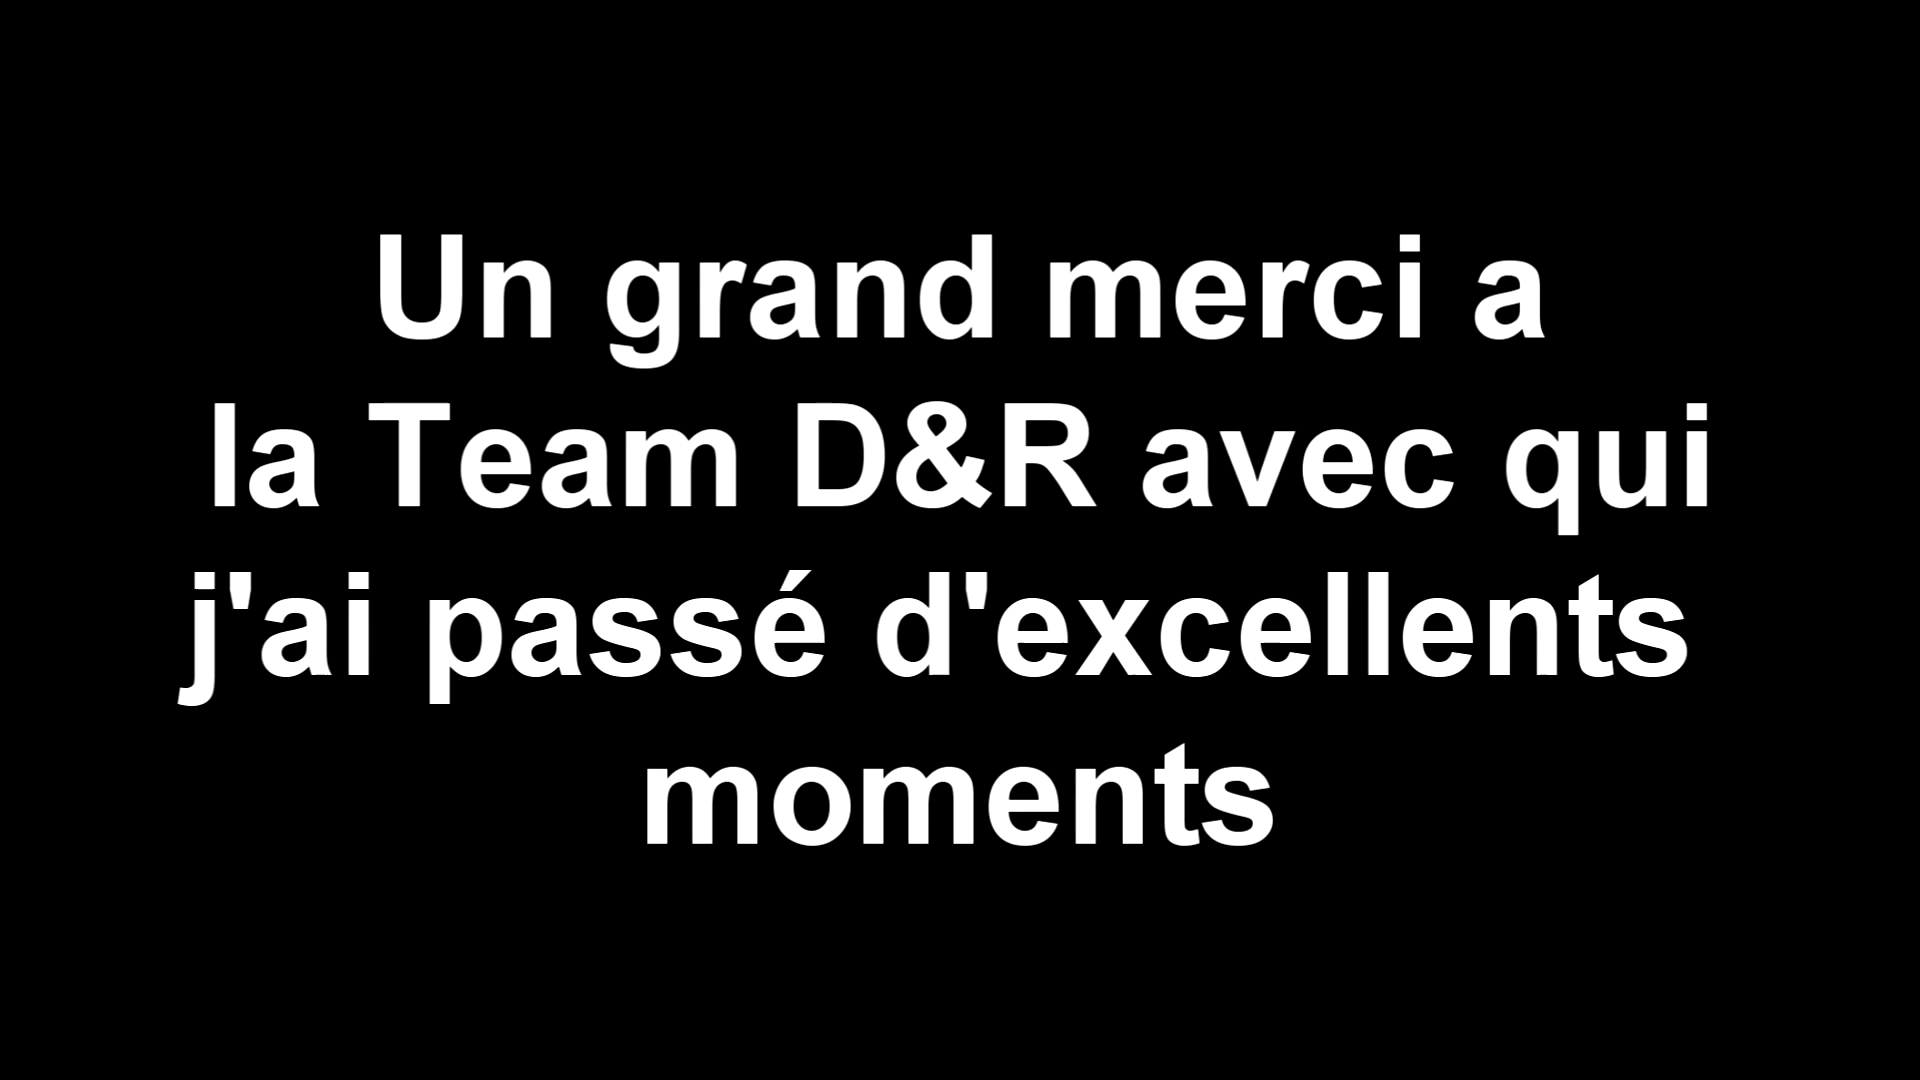 Un grand merci a
la Team D&R avec qui
j'ai passé d'excellents
moments